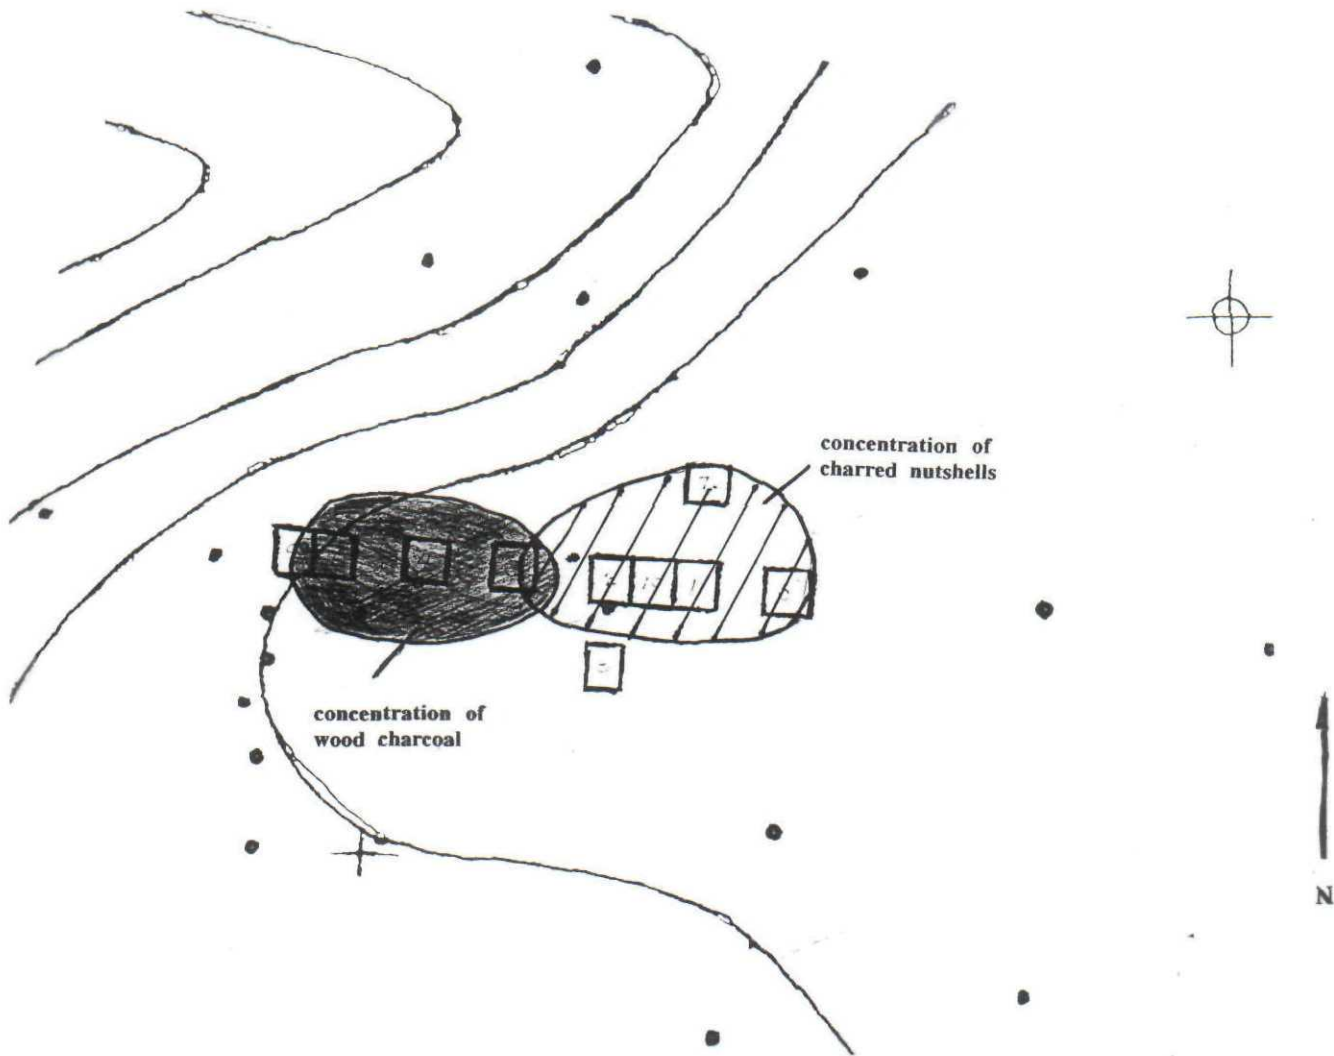 concentration of
charred nutshells
concentration of
wood charcoal
N